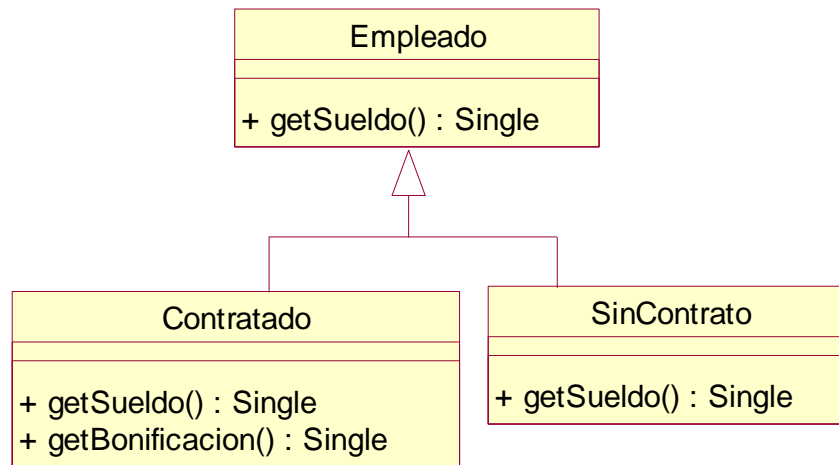 Empleado
+ getSueldo() : Single
Contratado
+ getSueldo() : Single
+ getBonificacion() : Single
SinContrato
+ getSueldo() : Single